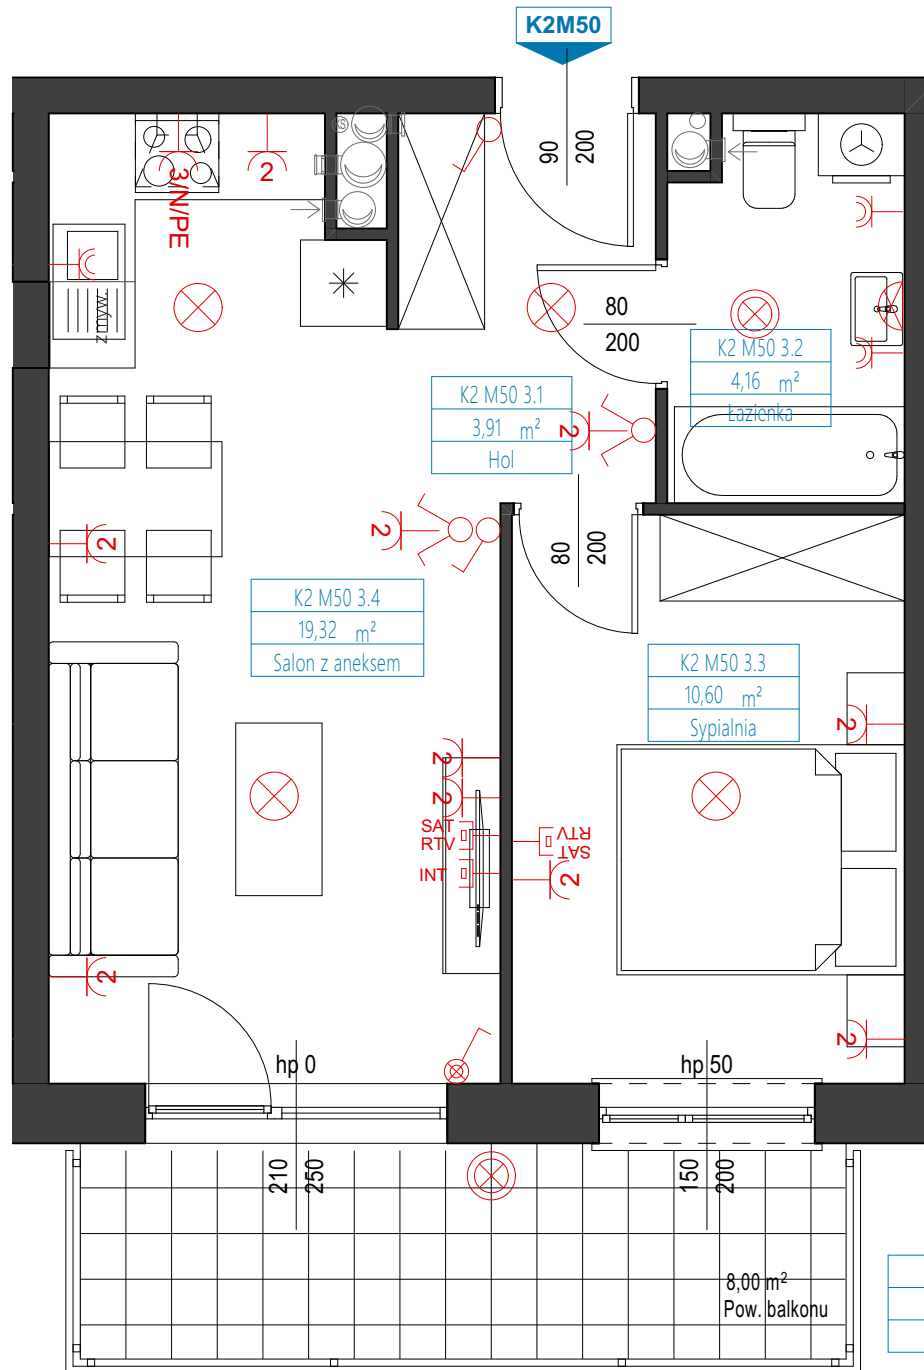 K2M50
90
200
2
3/N/PE
zmyw.
80
200
K2 M50 3.2
4,16 m²
Łazienka
K2 M50 3.1
3,91 m²
Hol
2
2
2
80
200
K2 M50 3.4
19,32 m²
Salon z aneksem
K2 M50 3.3
10,60 m²
Sypialnia
2
2
2
SAT
RTV
INT
RTV
SAT
2
2
2
hp 0
hp 50
210
250
150
200
8,00 m²
Pow. balkonu